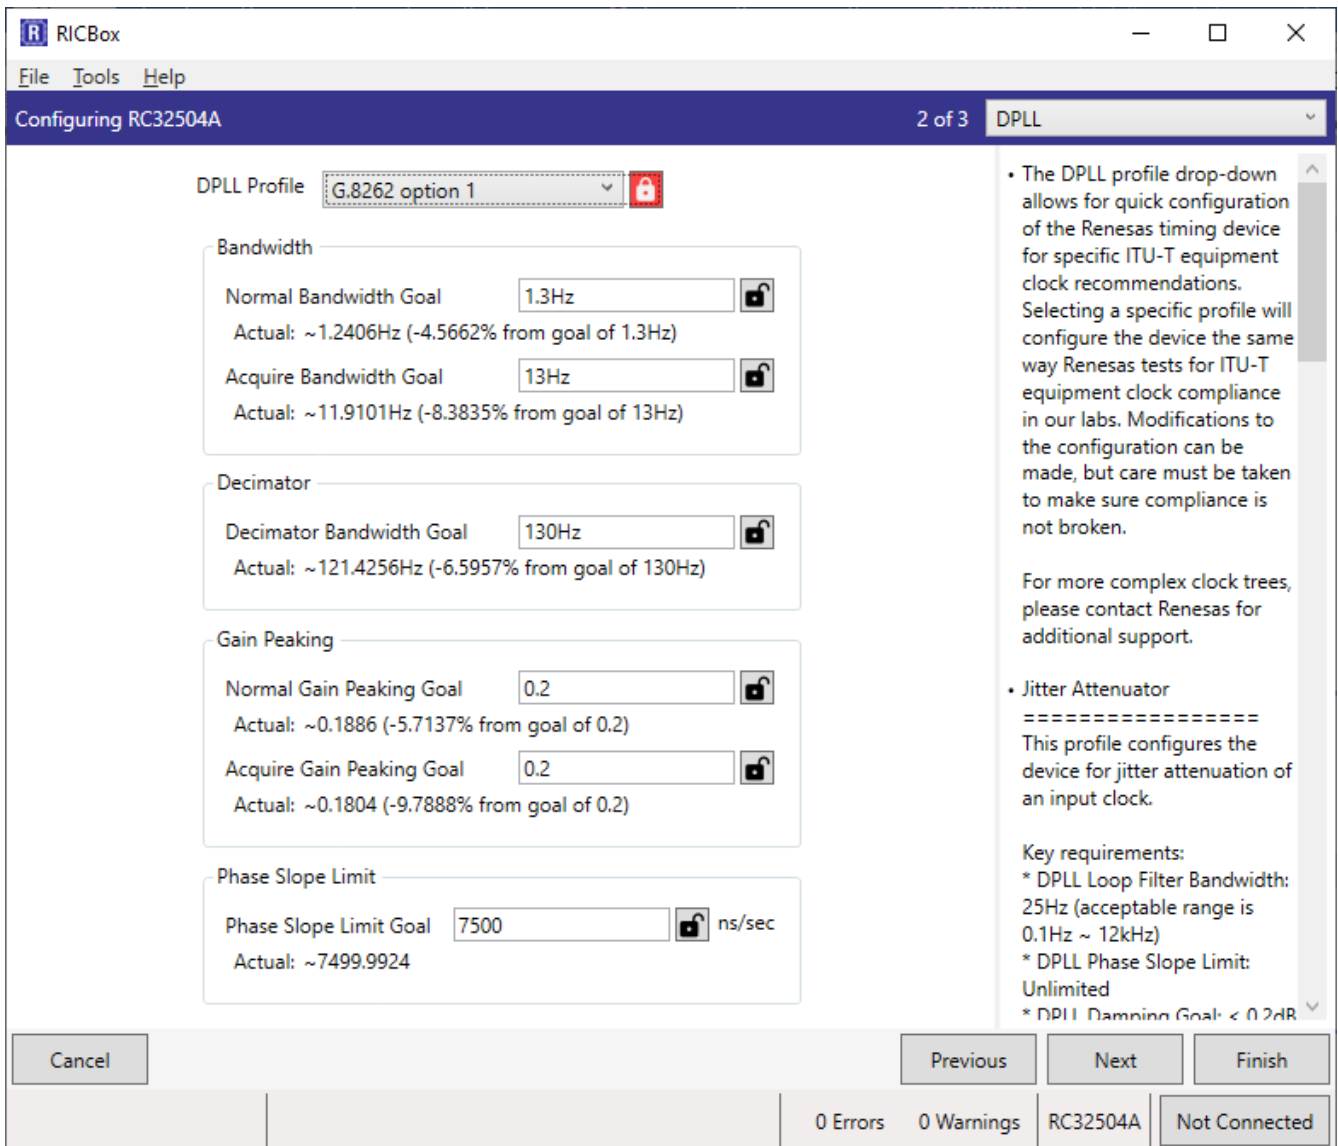 RICBox
File Tools Help
Configuring RC32504A 2 of 3 DPLL
DPLL Profile G.8262 option 1
Bandwidth
Normal Bandwidth Goal 1.3Hz
Actual: ~1.2406Hz (-4.5662% from goal of 1.3Hz)
Acquire Bandwidth Goal 13Hz
Actual: ~11.9101Hz (-8.3835% from goal of 13Hz)
Decimator
Decimator Bandwidth Goal 130Hz
Actual: ~121.4256Hz (-6.5957% from goal of 130Hz)
Gain Peaking
Normal Gain Peaking Goal 0.2
Actual: ~0.1886 (-5.7137% from goal of 0.2)
Acquire Gain Peaking Goal 0.2
Actual: ~0.1804 (-9.7888% from goal of 0.2)
Phase Slope Limit
Phase Slope Limit Goal 7500 ns/sec
Actual: ~7499.9924
• The DPLL profile drop-down
allows for quick configuration
of the Renesas timing device
for specific ITU-T equipment
clock recommendations.
Selecting a specific profile will
configure the device the same
way Renesas tests for ITU-T
equipment clock compliance
in our labs. Modifications to
the configuration can be
made, but care must be taken
to make sure compliance is
not broken.
For more complex clock trees,
please contact Renesas for
additional support.
• Jitter Attenuator
=================
This profile configures the
device for jitter attenuation of
an input clock.
Key requirements:
* DPLL Loop Filter Bandwidth:
25Hz (acceptable range is
0.1Hz ~ 12kHz)
* DPLL Phase Slope Limit:
Unlimited
* DPLL Damping Goal: < 0.2dB
Cancel Previous Next Finish
0 Errors 0 Warnings RC32504A Not Connected